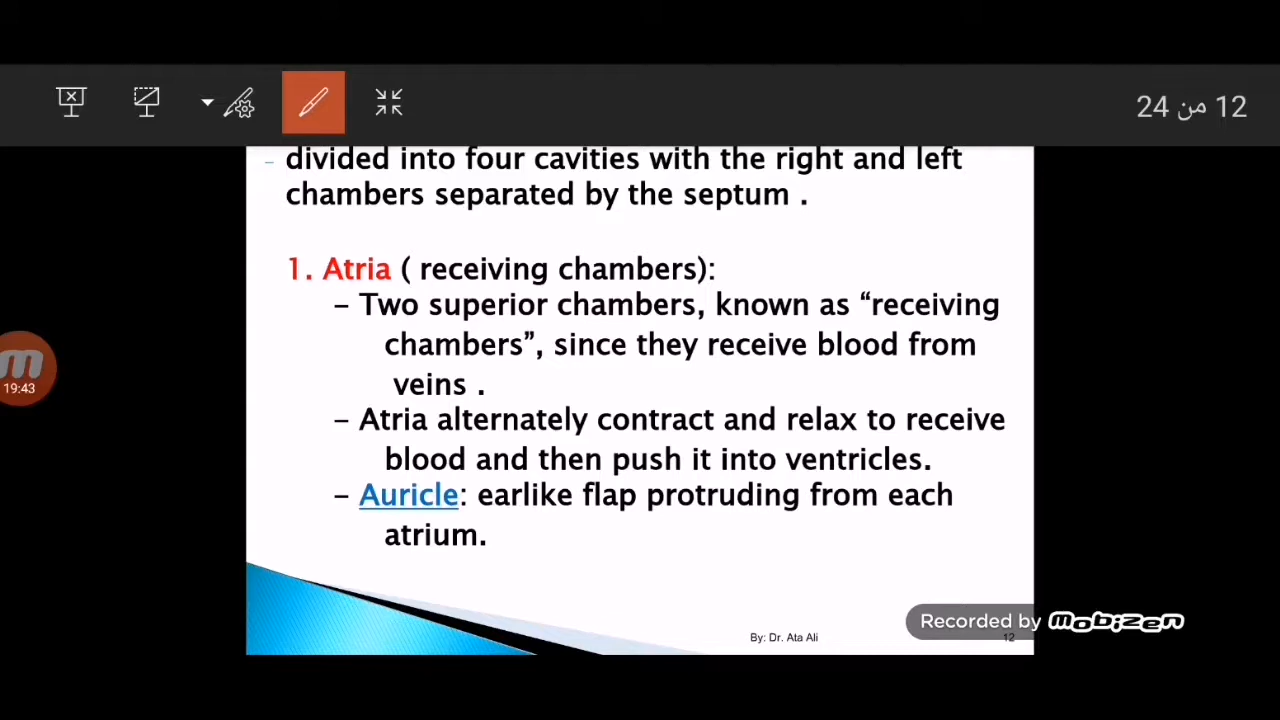 12 من 24
– divided into four cavities with the right and left
chambers separated by the septum .
1. Atria ( receiving chambers):
– Two superior chambers, known as “receiving
chambers”, since they receive blood from
veins .
– Atria alternately contract and relax to receive
blood and then push it into ventricles.
– Auricle: earlike flap protruding from each
atrium.
m
19:43
Recorded by mobizen
By: Dr. Ata Ali
12